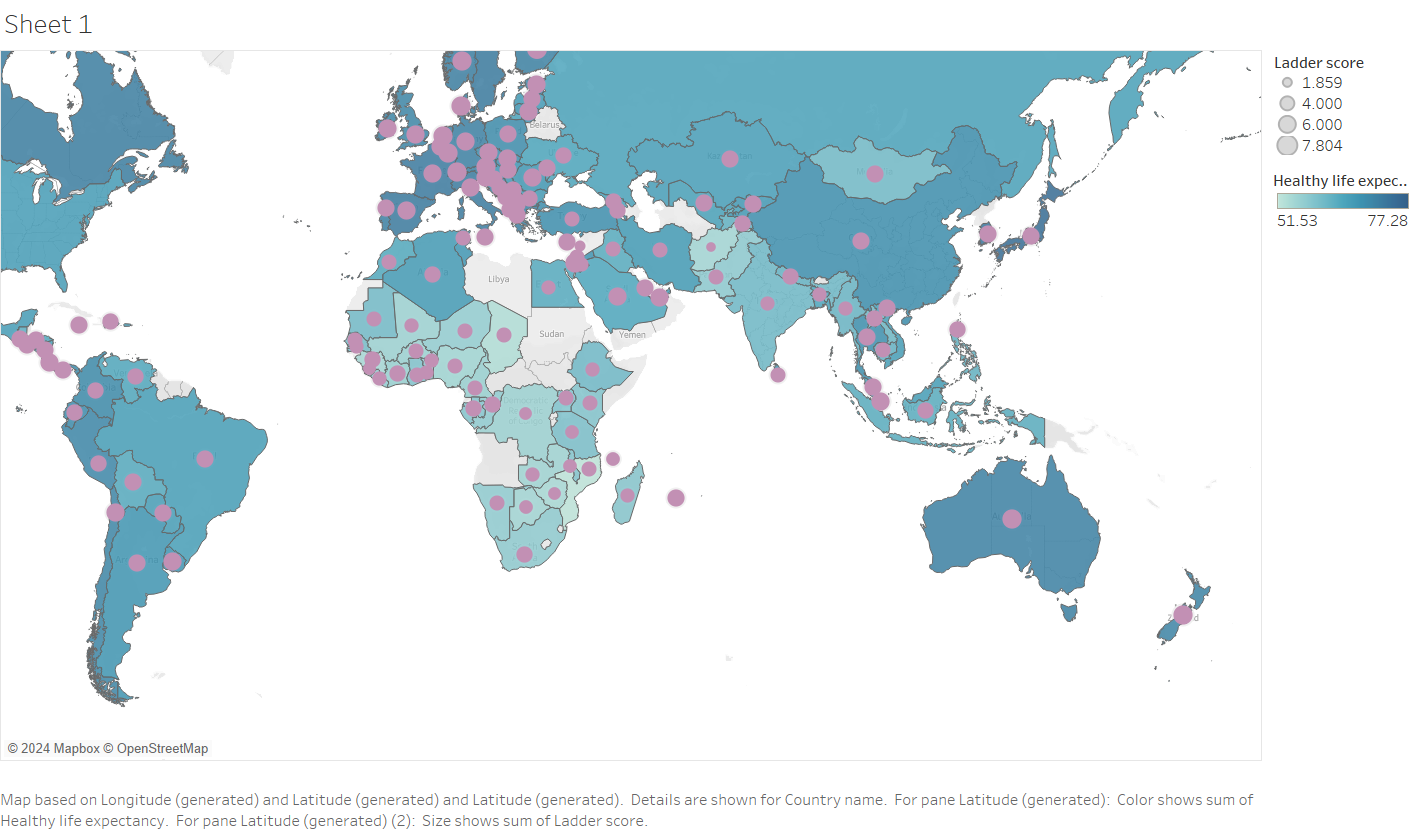 Sheet 1
Ladder score
1.859
4.000
6.000
7.804
Healthy life expec..
51.53
77.28
Belarus
Libya
Sudan
Yemen
© 2024 Mapbox © OpenStreetMap
Map based on Longitude (generated) and Latitude (generated) and Latitude (generated). Details are shown for Country name. For pane Latitude (generated): Color shows sum of
Healthy life expectancy. For pane Latitude (generated) (2): Size shows sum of Ladder score.